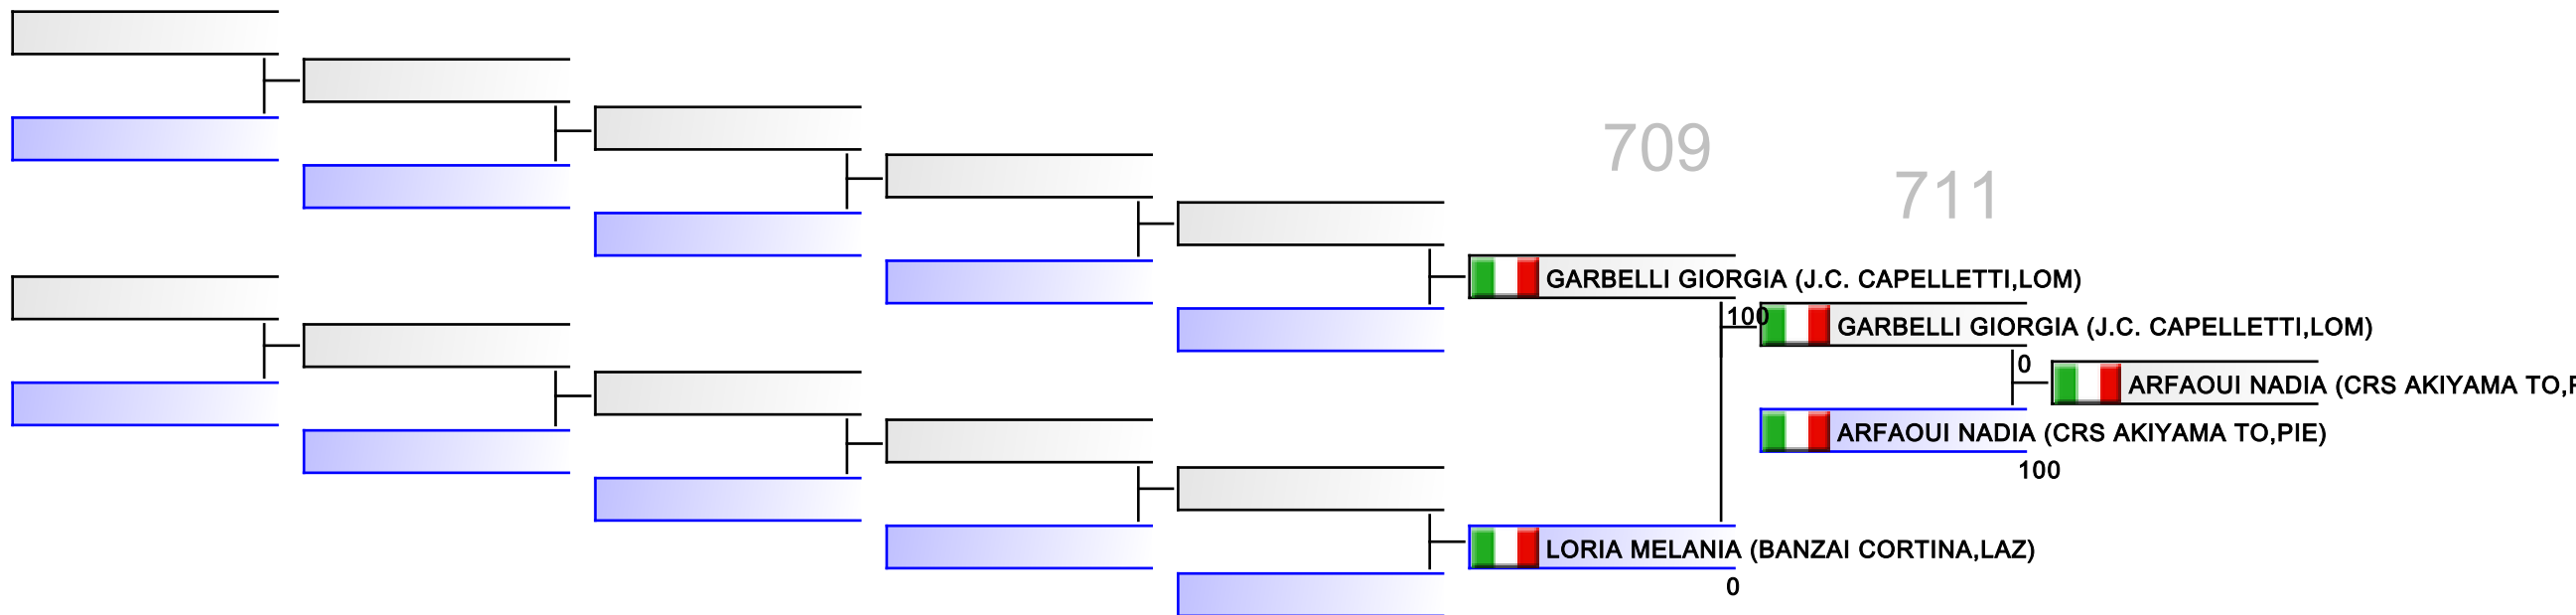 709
711
GARBELLI GIORGIA (J.C. CAPELLETTI,LOM)
100
GARBELLI GIORGIA (J.C. CAPELLETTI,LOM)
0
ARFAOUI NADIA (CRS AKIYAMA TO,
ARFAOUI NADIA (CRS AKIYAMA TO,PIE)
100
LORIA MELANIA (BANZAI CORTINA,LAZ)
0